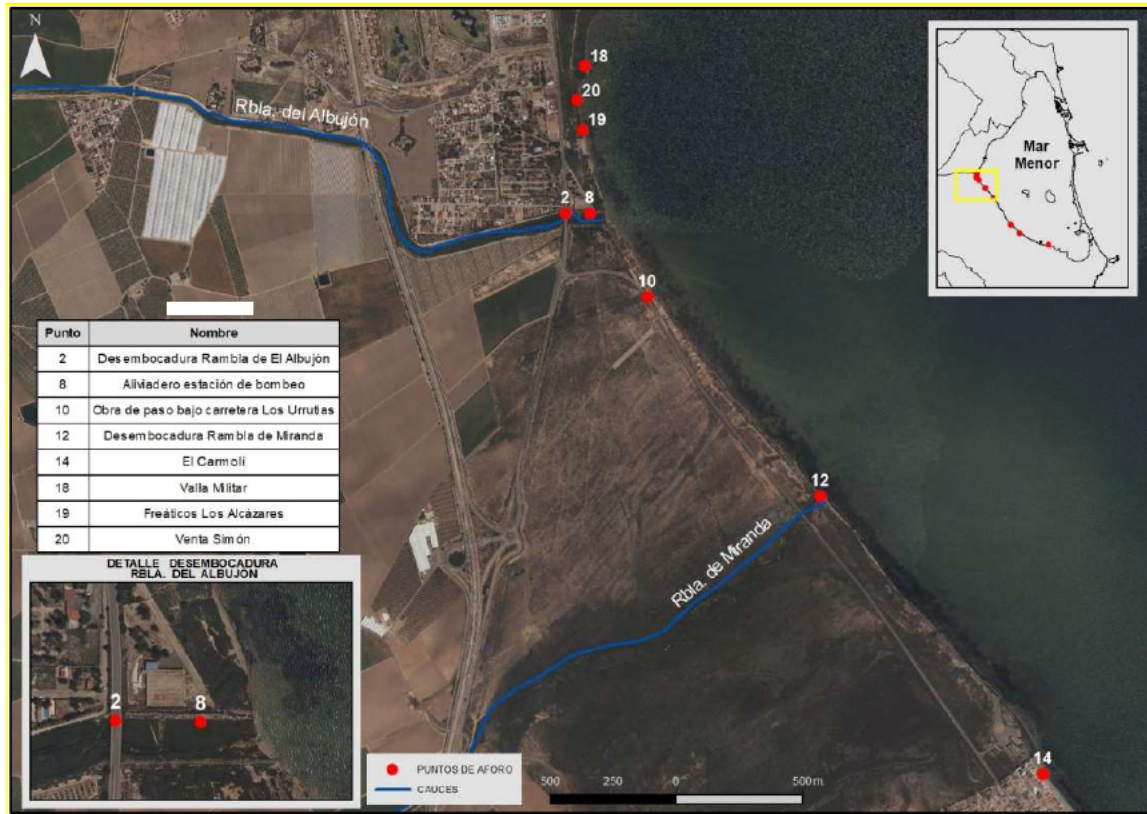 N
18
20
19
Rbla. del Albujón
2 8
10
12
Rbla. de Miranda
14
Mar
Menor
Punto Nombre
2 Desembocadura Rambla de El Albujón
8 Aliviadero estación de bombeo
10 Obra de paso bajo carretera Los Urrutias
12 Desembocadura Rambla de Miranda
14 El Carmolí
18 Valla Militar
19 Freáticos Los Alcázares
20 Venta Simón
DETALLE DESEMBOCADURA
RBLA. DEL ALBUJÓN
2 8
PUNTOS DE AFORO
CAUCES
500 250 0 500 m.